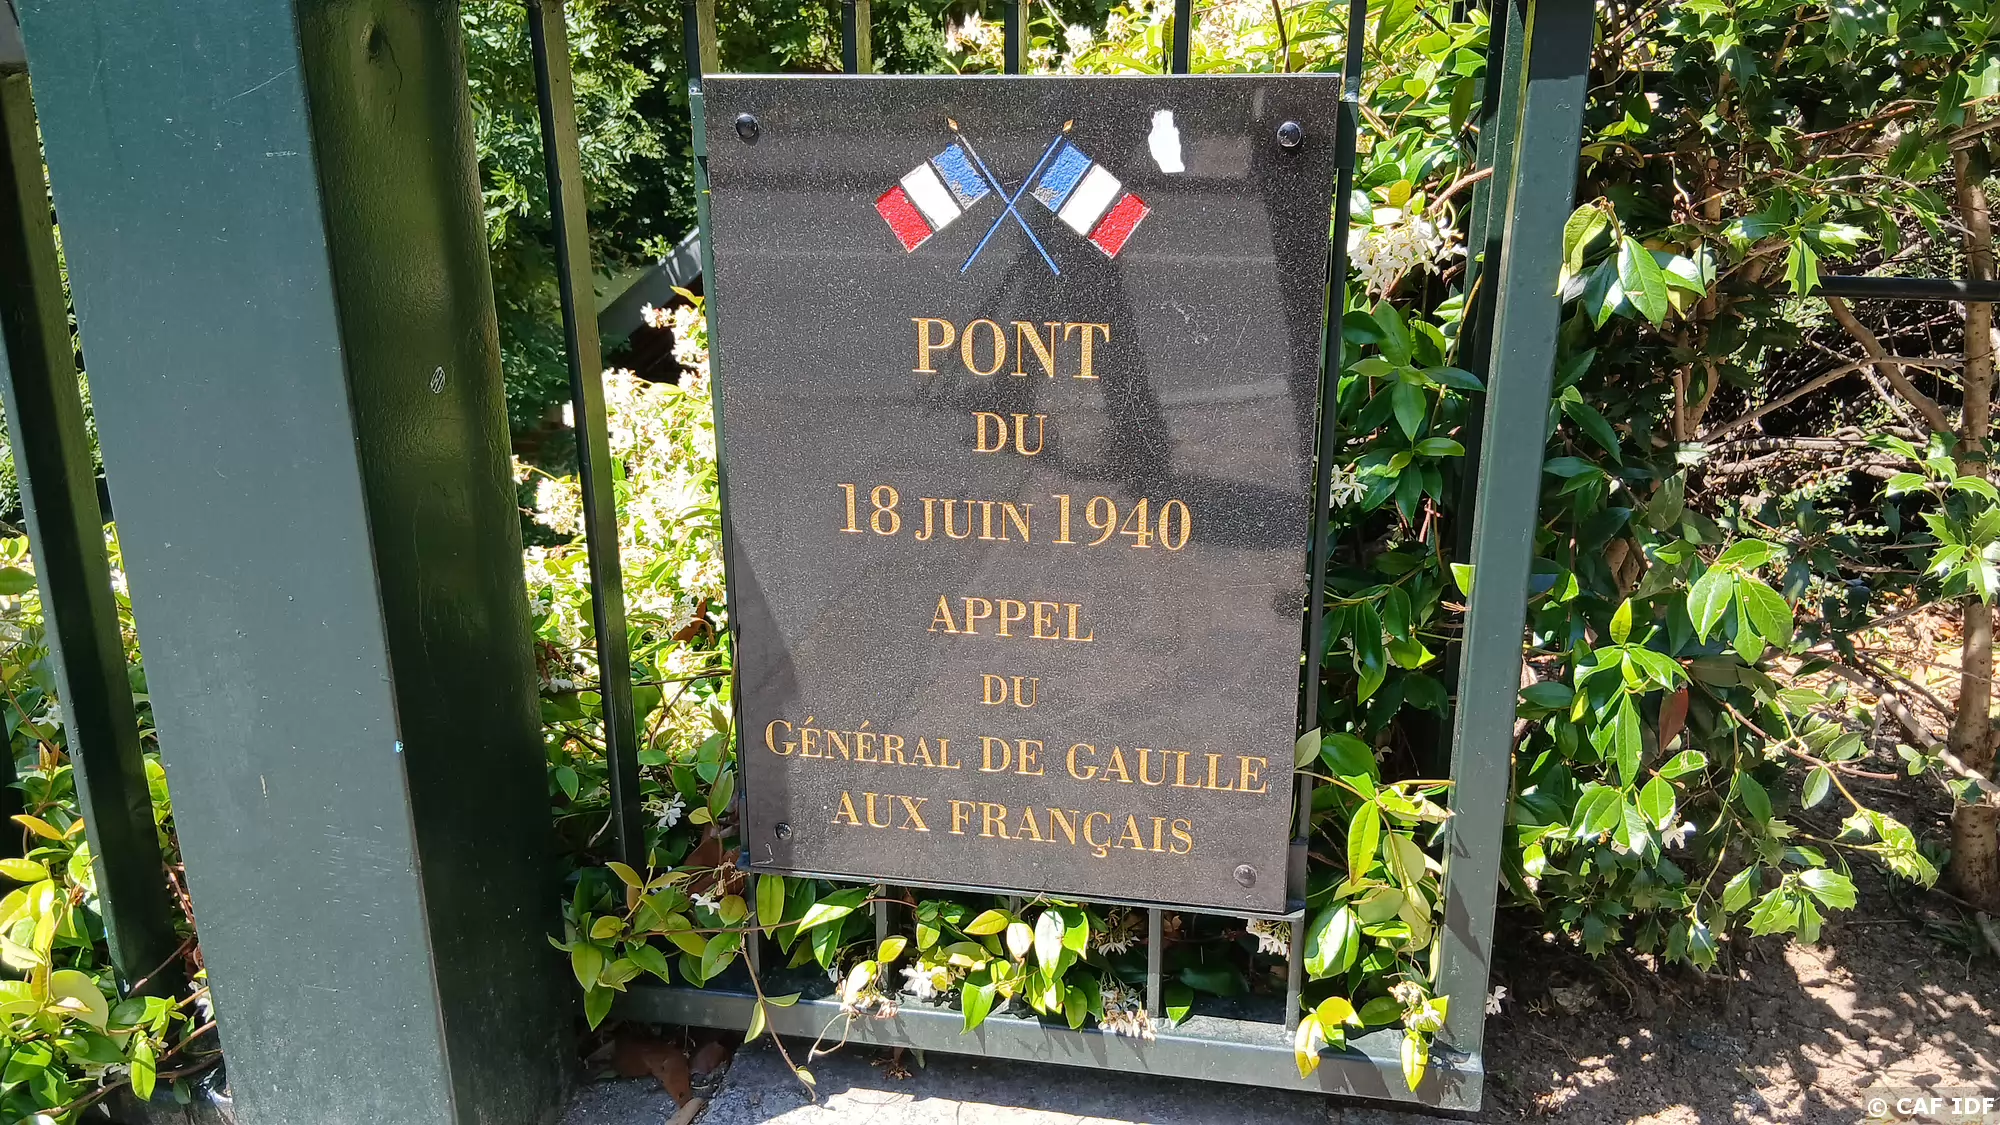 PONT
DU
18 JUIN 1940
APPEL
DU
GÉNÉRAL DE GAULLE
AUX FRANÇAIS
© CAF IDF